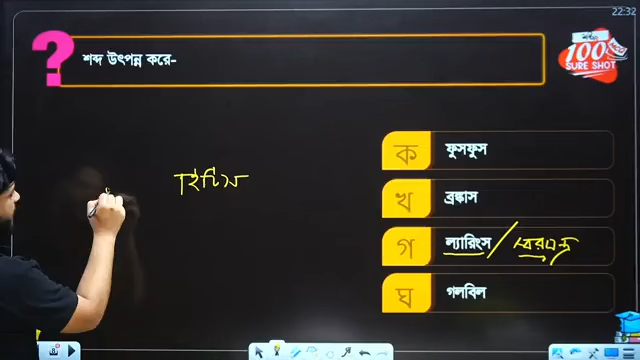 22:32
শব্দ উৎপন্ন করে-
100
SURE SHOT
ক ফুসফুস
খ ব্রঙ্কাস
গ ল্যারিংস / স্বরযন্ত্র
ঘ গলবিল